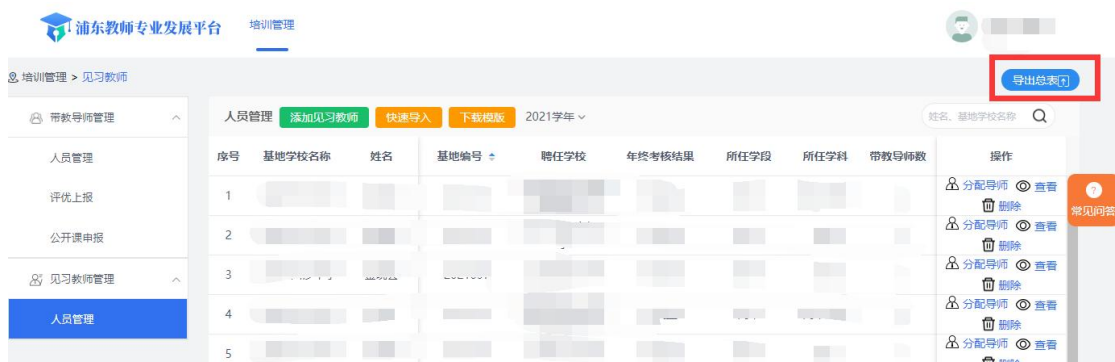 浦东教师专业发展平台 培训管理
培训管理 > 见习教师 导出总表
带教导师管理
人员管理 添加见习教师 快速导入 下载模版 2021学年 姓名、基地学校名称
人员管理
序号 基地学校名称 姓名 基地编号 聘任学校 年终考核结果 所任学段 所任学科 带教导师数 操作
1 分配导师 查看
删除
评优上报
常见问答
2 分配导师 查看
删除
公开课申报
3 分配导师 查看
删除
见习教师管理
4 分配导师 查看
删除
人员管理
5 分配导师 查看